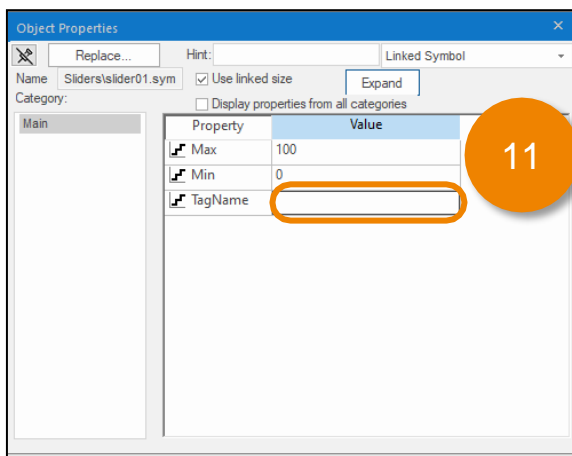 Object Properties
Replace...
Hint:
Linked Symbol
Name
Sliders\slider01.sym
Use linked size
Expand
Category:
Display properties from all categories
Main
Property
Value
Max
100
Min
0
TagName
11